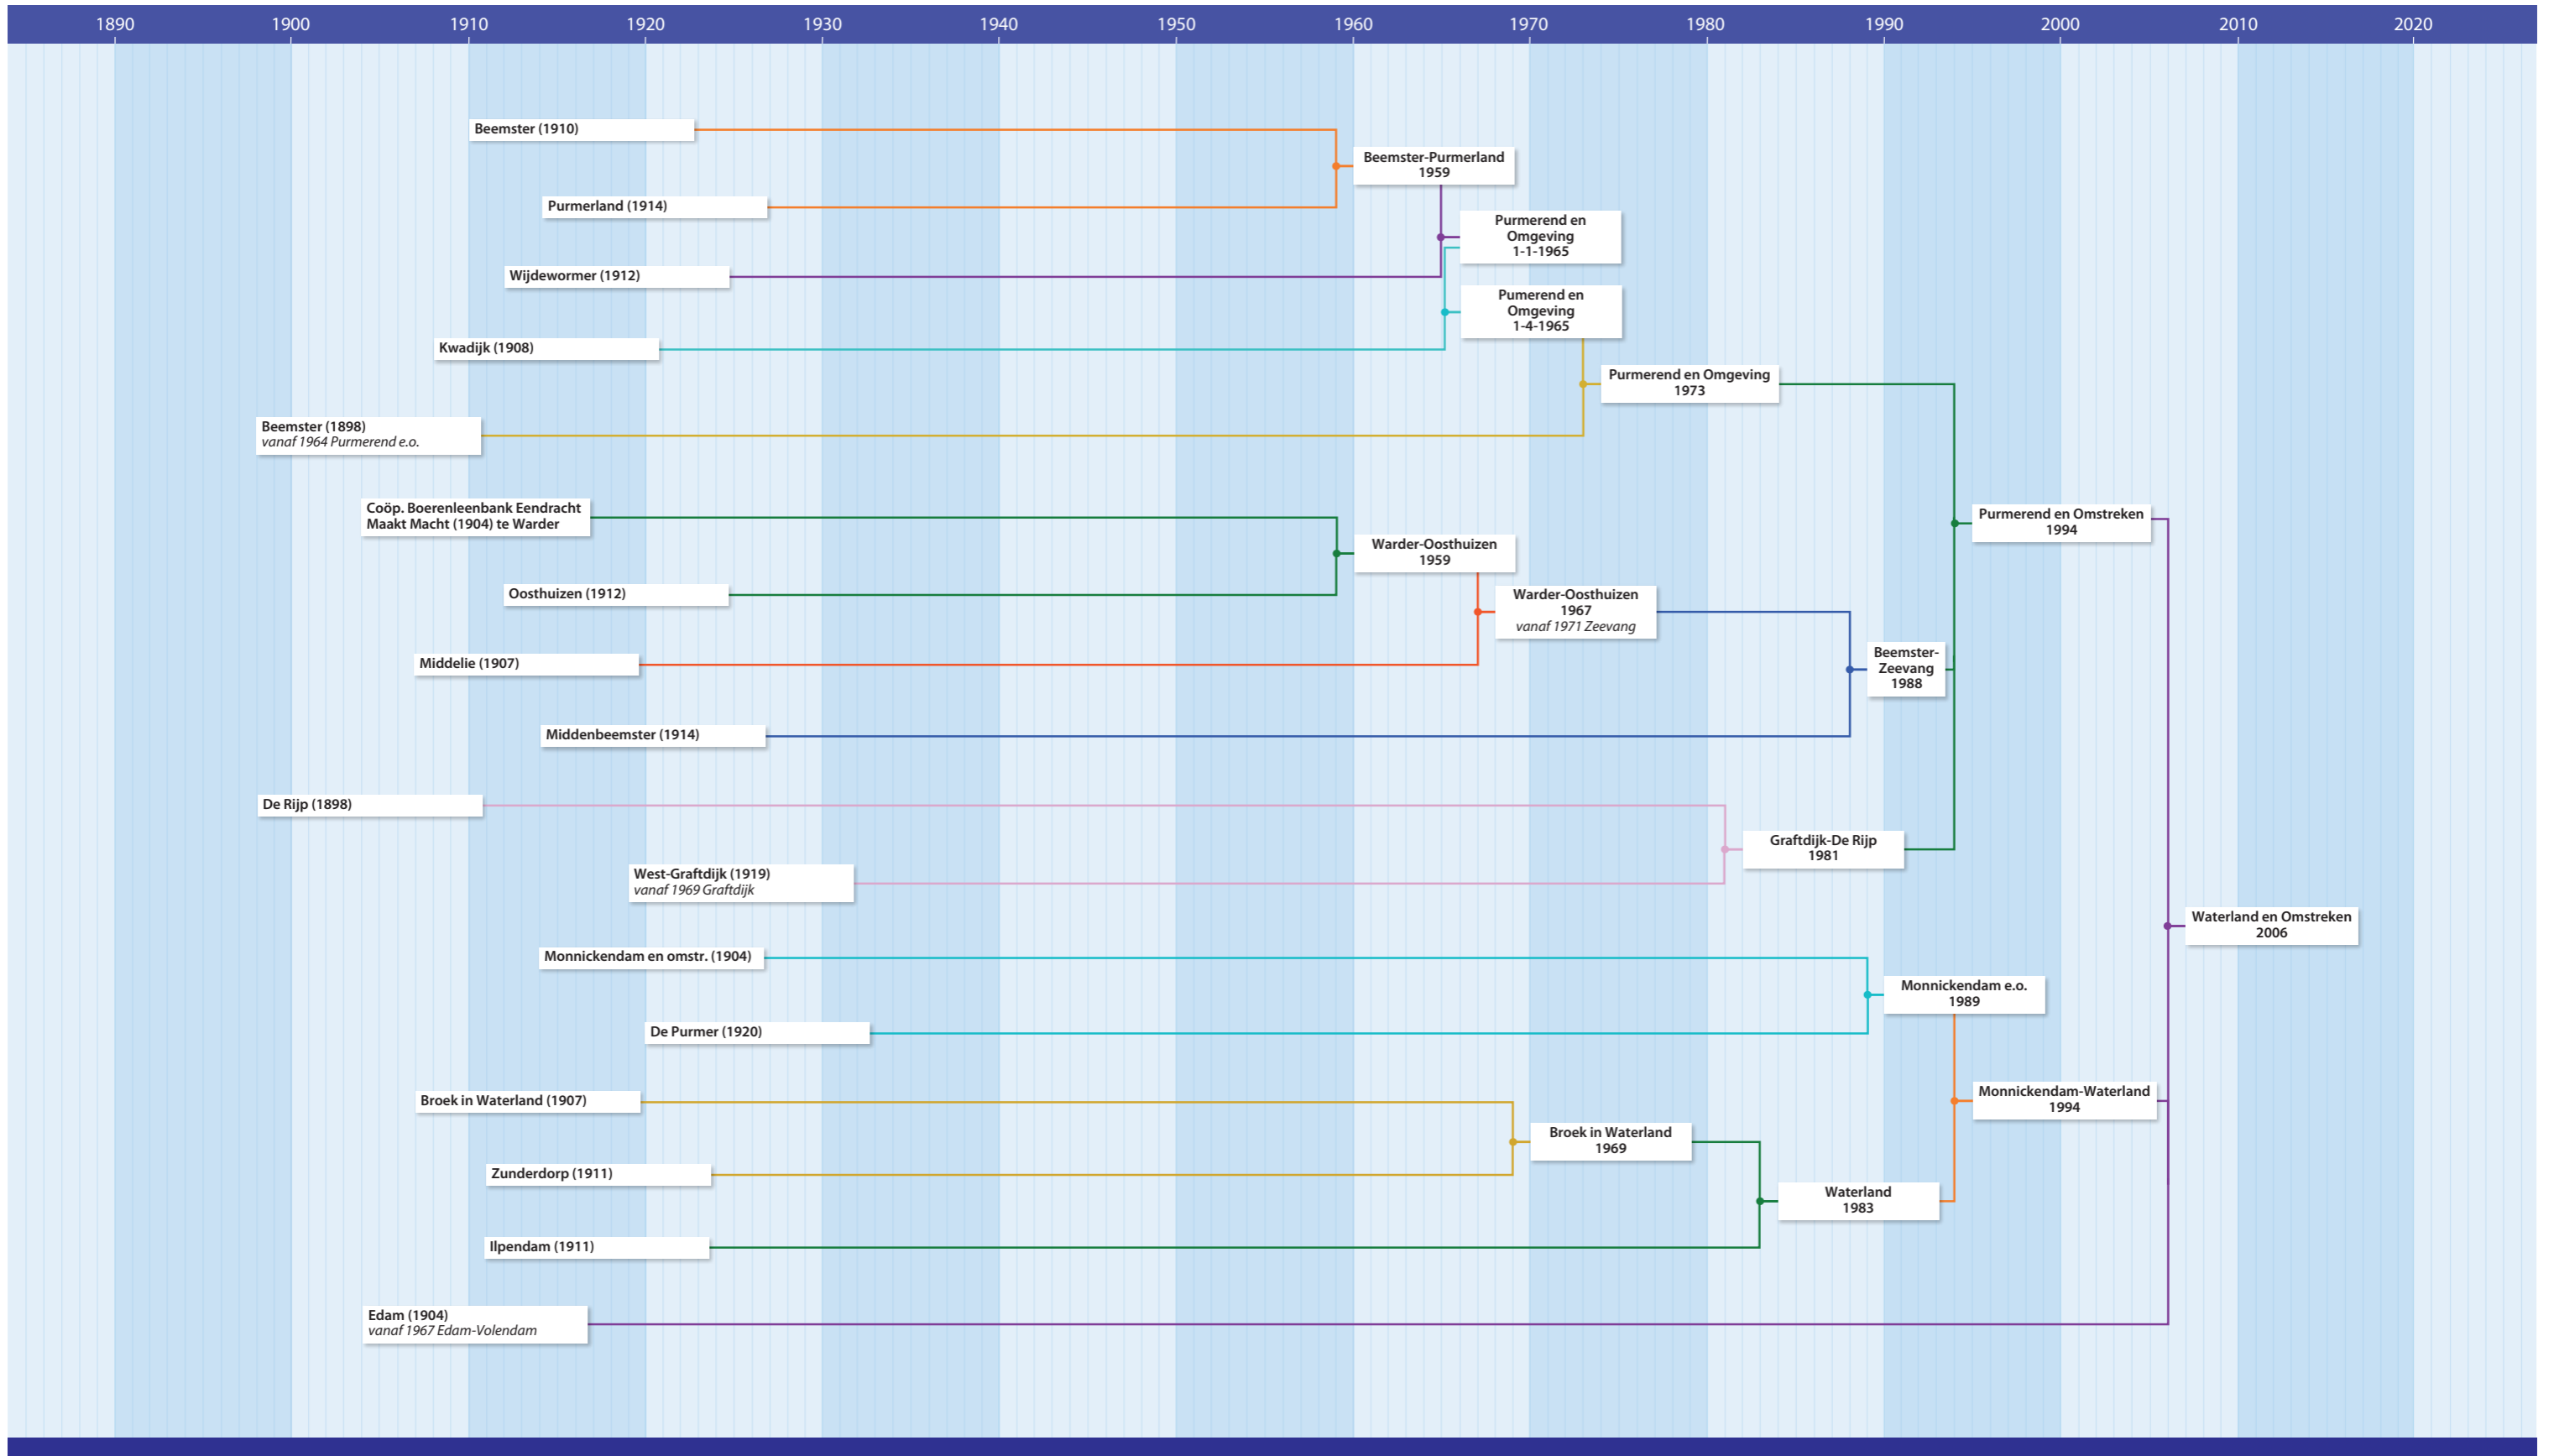 1890 1900 1910 1920 1930 1940 1950 1960 1970 1980 1990 2000 2010 2020
Beemster (1910)
Beemster-Purmerland
1959
Purmerland (1914)
Purmerend en
Omgeving
1-1-1965
Wijdewormer (1912)
Pumerend en
Omgeving
1-4-1965
Kwadijk (1908)
Purmerend en Omgeving
1973
Beemster (1898)
vanaf 1964 Purmerend e.o.
Coöp. Boerenleenbank Eendracht
Maakt Macht (1904) te Warder
Purmerend en Omstreken
1994
Warder-Oosthuizen
1959
Oosthuizen (1912)
Warder-Oosthuizen
1967
vanaf 1971 Zeevang
Middelie (1907)
Beemster-
Zeevang
1988
Middenbeemster (1914)
De Rijp (1898)
Graftdijk-De Rijp
1981
West-Graftdijk (1919)
vanaf 1969 Graftdijk
Waterland en Omstreken
2006
Monnickendam en omstr. (1904)
Monnickendam e.o.
1989
De Purmer (1920)
Monnickendam-Waterland
1994
Broek in Waterland (1907)
Broek in Waterland
1969
Zunderdorp (1911)
Waterland
1983
Ilpendam (1911)
Edam (1904)
vanaf 1967 Edam-Volendam